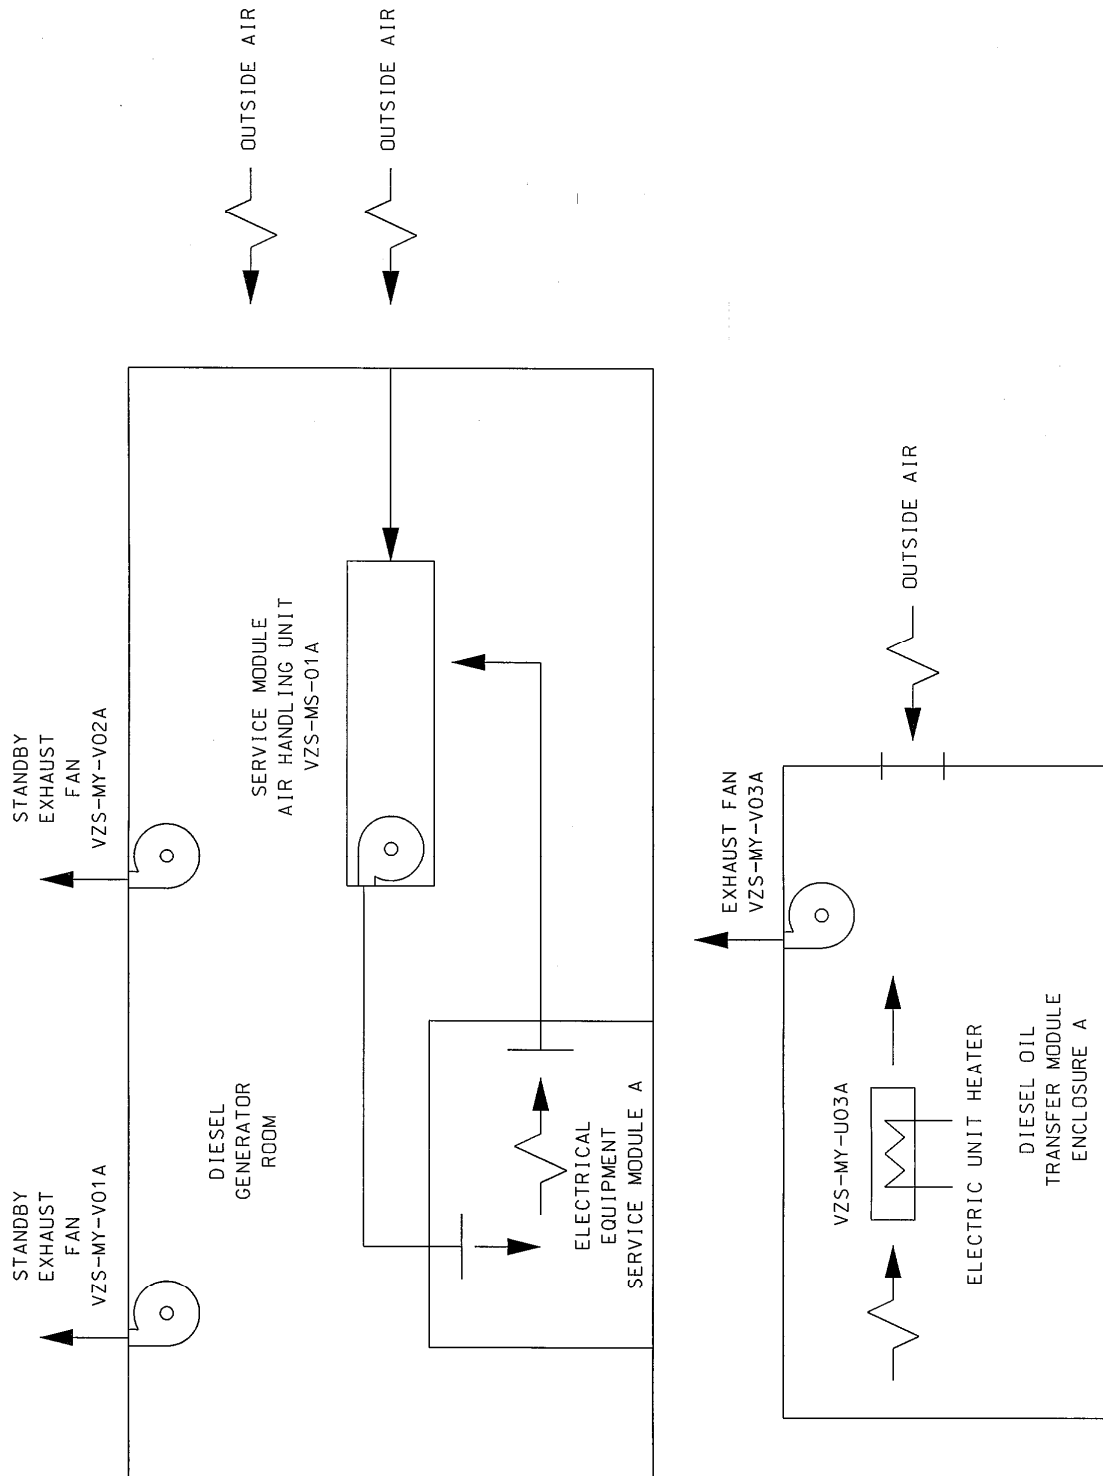 STANDBY
EXHAUST
FAN
VZS-MY-V01A
STANDBY
EXHAUST
FAN
VZS-MY-V02A
OUTSIDE AIR
OUTSIDE AIR
DIESEL
GENERATOR
ROOM
SERVICE MODULE
AIR HANDLING UNIT
VZS-MS-01A
ELECTRICAL
EQUIPMENT
SERVICE MODULE A
EXHAUST FAN
VZS-MY-V03A
OUTSIDE AIR
VZS-MY-U03A
ELECTRIC UNIT HEATER
DIESEL OIL
TRANSFER MODULE
ENCLOSURE A